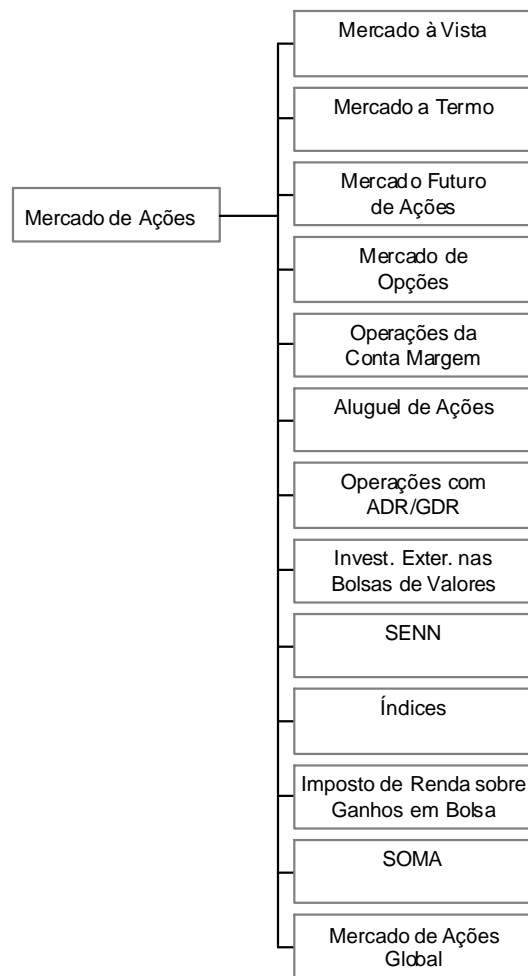 Mercado à Vista
Mercado a Termo
Mercado Futuro
de Ações
Mercado de Ações
Mercado de
Opções
Operações da
Conta Margem
Aluguel de Ações
Operações com
ADR/GDR
Invest. Exter. nas
Bolsas de Valores
SENN
Índices
Imposto de Renda sobre
Ganhos em Bolsa
SOMA
Mercado de Ações
Global